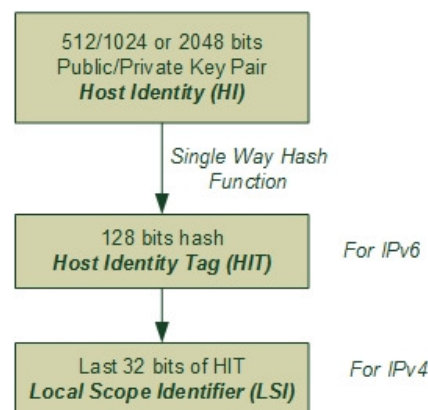 512/1024 or 2048 bits
Public/Private Key Pair
Host Identity (HI)
Single Way Hash
Function
128 bits hash
Host Identity Tag (HIT)
For IPv6
Last 32 bits of HIT
Local Scope Identifier (LSI)
For IPv4